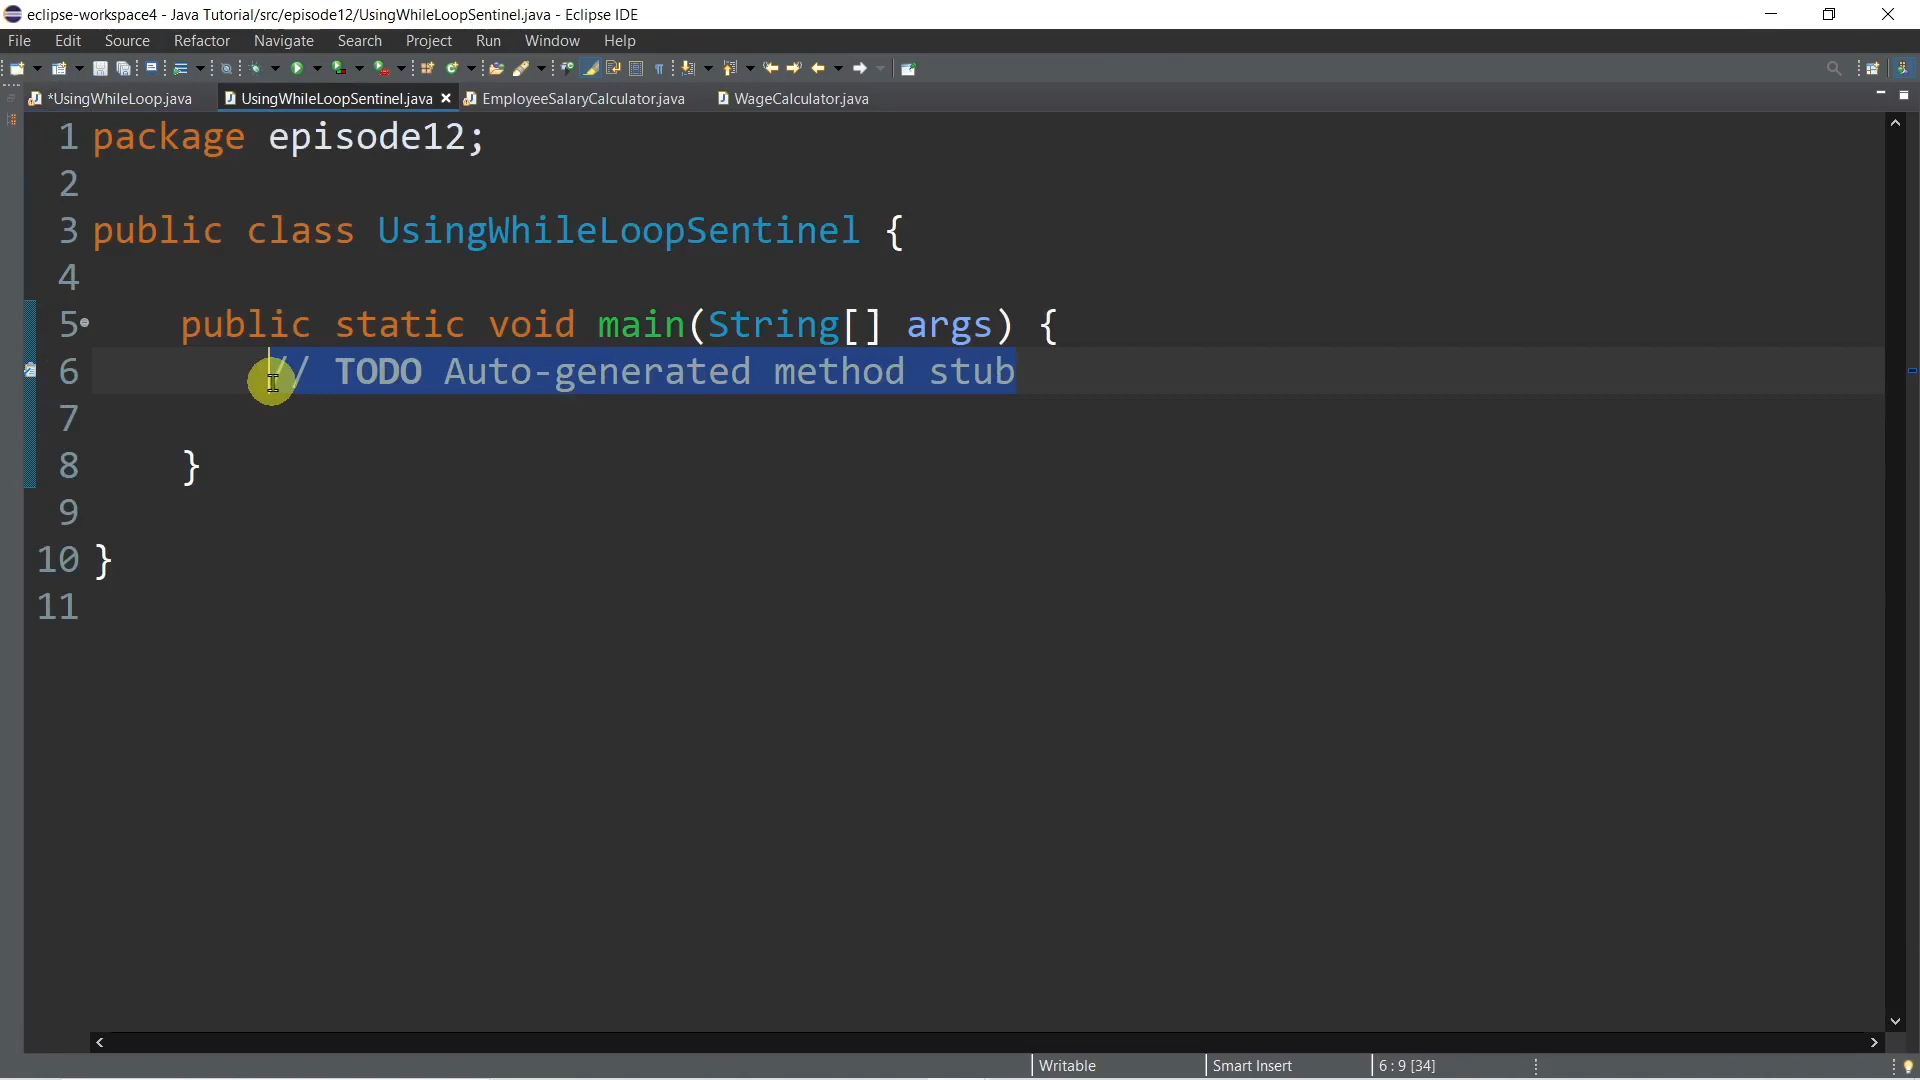 eclipse-workspace4 - Java Tutorial/src/episode12/UsingWhileLoopSentinel.java - Eclipse IDE
File Edit Source Refactor Navigate Search Project Run Window Help
*UsingWhileLoop.java UsingWhileLoopSentinel.java EmployeeSalaryCalculator.java WageCalculator.java
1 package episode12;
2
3 public class UsingWhileLoopSentinel {
4
5 public static void main(String[] args) {
6 // TODO Auto-generated method stub
7
8 }
9
10 }
11
Writable Smart Insert 6 : 9 [34]